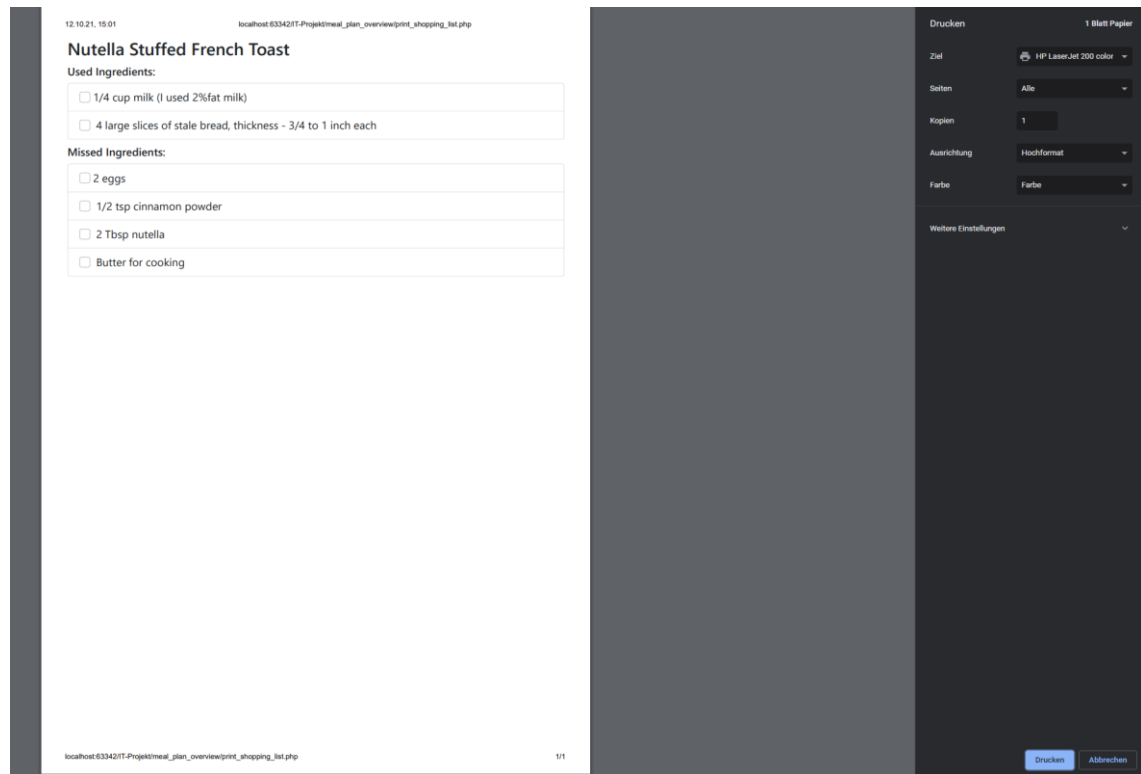 12.10.21, 15:01 localhost:63342/IT-Projekt/meal_plan_overview/print_shopping_list.php
Nutella Stuffed French Toast
Used Ingredients:
1/4 cup milk (I used 2%fat milk)
4 large slices of stale bread, thickness - 3/4 to 1 inch each
Missed Ingredients:
2 eggs
1/2 tsp cinnamon powder
2 Tbsp nutella
Butter for cooking
localhost:63342/IT-Projekt/meal_plan_overview/print_shopping_list.php 1/1
Drucken 1 Blatt Papier
Ziel HP LaserJet 200 color
Seiten Alle
Kopien 1
Ausrichtung Hochformat
Farbe Farbe
Weitere Einstellungen
Drucken Abbrechen